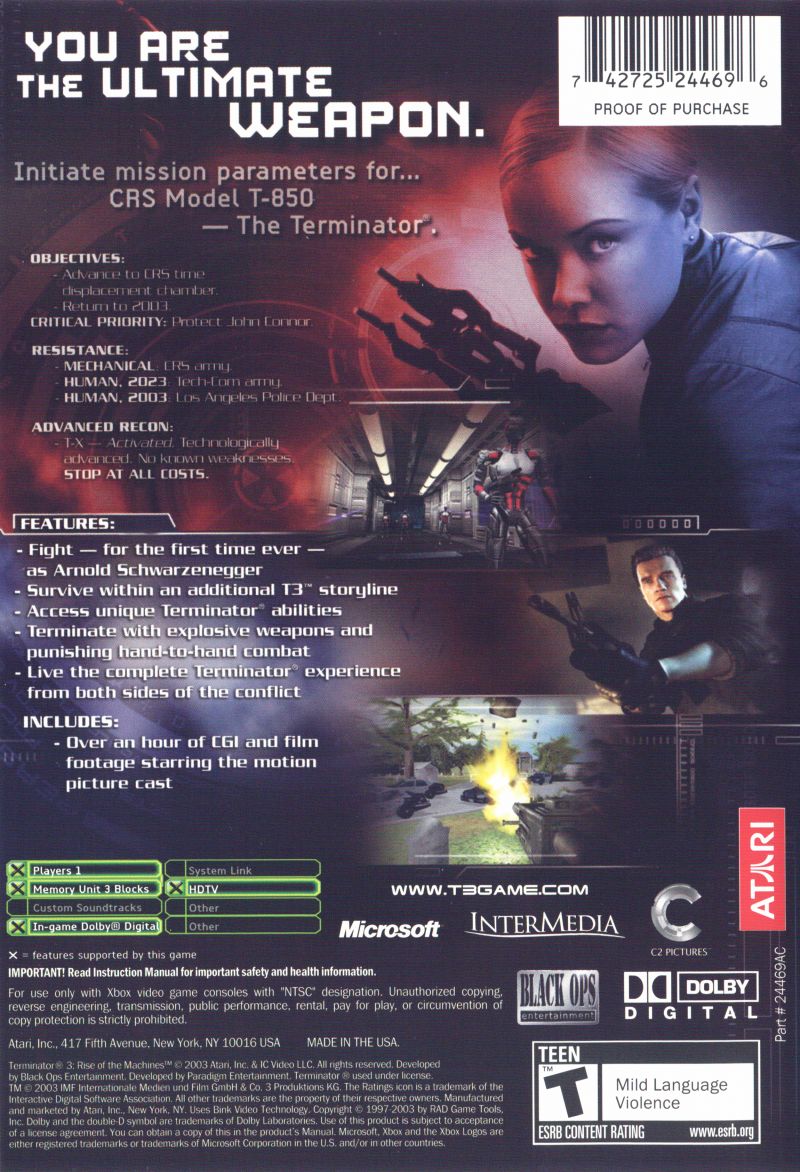 YOU ARE
THE ULTIMATE
WEAPON.
7 42725 24469 6
PROOF OF PURCHASE
Initiate mission parameters for...
CRS Model T-850
— The Terminator®.
OBJECTIVES:
- Advance to CRS time
displacement chamber.
- Return to 2003.
CRITICAL PRIORITY: Protect John Connor.
RESISTANCE:
- MECHANICAL: CRS army.
- HUMAN, 2023: Tech-Com army.
- HUMAN, 2003: Los Angeles Police Dept.
ADVANCED RECON:
- T-X — Activated. Technologically
advanced. No known weaknesses.
STOP AT ALL COSTS.
FEATURES:
- Fight — for the first time ever —
as Arnold Schwarzenegger
- Survive within an additional T3™ storyline
- Access unique Terminator® abilities
- Terminate with explosive weapons and
punishing hand-to-hand combat
- Live the complete Terminator® experience
from both sides of the conflict
INCLUDES:
- Over an hour of CGI and film
footage starring the motion
picture cast
Players 1
System Link
Memory Unit 3 Blocks
HDTV
Custom Soundtracks
Other
In-game Dolby® Digital
Other
X = features supported by this game
WWW.T3GAME.COM
Microsoft
INTERMEDIA
C2 PICTURES
ATARI
Part # 24469AC
IMPORTANT! Read Instruction Manual for important safety and health information.
For use only with Xbox video game consoles with "NTSC" designation. Unauthorized copying,
reverse engineering, transmission, public performance, rental, pay for play, or circumvention of
copy protection is strictly prohibited.
BLACK OPS
entertainment
DOLBY
DIGITAL
Atari, Inc., 417 Fifth Avenue, New York, NY 10016 USA MADE IN THE USA.
Terminator® 3: Rise of the Machines™ © 2003 Atari, Inc. & IC Video LLC. All rights reserved. Developed
by Black Ops Entertainment. Developed by Paradigm Entertainment. Terminator ® used under license.
TM © 2003 IMF Internationale Medien und Film GmbH & Co. 3 Produktions KG. The Ratings icon is a trademark of the
Interactive Digital Software Association. All other trademarks are the property of their respective owners. Manufactured
and marketed by Atari, Inc., New York, NY. Uses Bink Video Technology. Copyright © 1997-2003 by RAD Game Tools,
Inc. Dolby and the double-D symbol are trademarks of Dolby Laboratories. Use of this product is subject to acceptance
of a license agreement. You can obtain a copy of this in the product's Manual. Microsoft, Xbox and the Xbox Logos are
either registered trademarks or trademarks of Microsoft Corporation in the U.S. and/or in other countries.
TEEN
T™
Mild Language
Violence
ESRB CONTENT RATING www.esrb.org